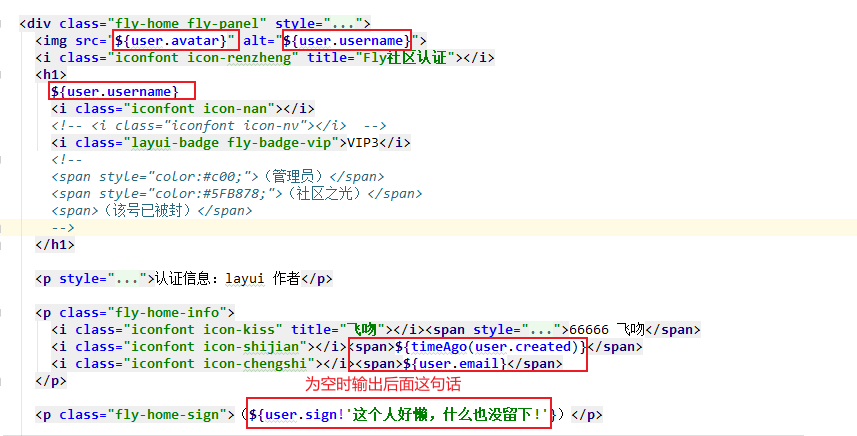 <div class="fly-home fly-panel" style="...">
<img src="${user.avatar}" alt="${user.username}">
<i class="iconfont icon-renzheng" title="Fly社区认证"></i>
<h1>
${user.username}
<i class="iconfont icon-nan"></i>
<!-- <i class="iconfont icon-nv"></i>  -->
<i class="layui-badge fly-badge-vip">VIP3</i>
<!--
<span style="color:#c00;">（管理员）</span>
<span style="color:#5FB878;">（社区之光）</span>
<span>（该号已被封）</span>
-->
</h1>
<p style="...">认证信息：layui 作者</p>
<p class="fly-home-info">
<i class="iconfont icon-kiss" title="飞吻"></i><span style="...">66666 飞吻</span>
<i class="iconfont icon-shijian"></i><span>${timeAgo(user.created)}</span>
<i class="iconfont icon-chengshi"></i><span>${user.email}</span>
</p>
为空时输出后面这句话
<p class="fly-home-sign">（${user.sign!'这个人好懒，什么也没留下!'}）</p>